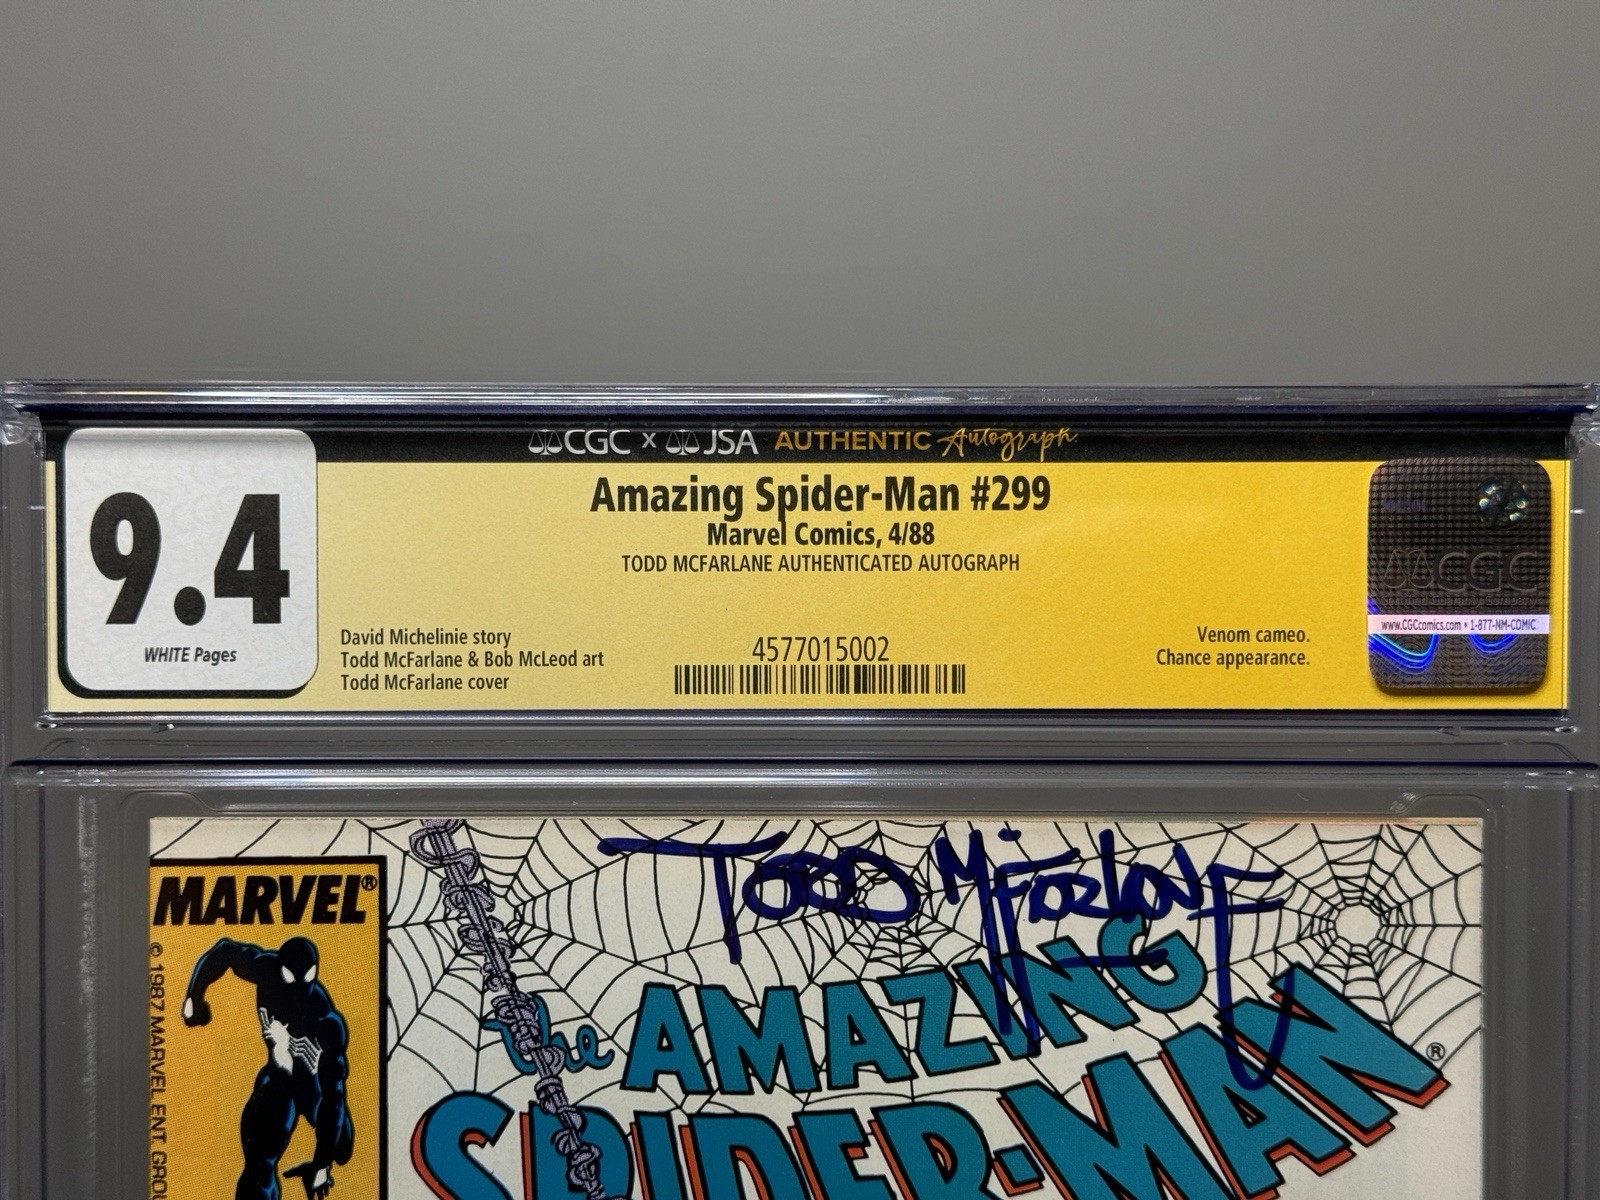 CGC x JSA AUTHENTIC Autograph
9.4
WHITE Pages
Amazing Spider-Man #299
Marvel Comics, 4/88
TODD MCFARLANE AUTHENTICATED AUTOGRAPH
David Michelinie story
Todd McFarlane & Bob McLeod art
Todd McFarlane cover
4577015002
Venom cameo.
Chance appearance.
CGC
www.CGCcomics.com • 1-877-NM-COMIC
TODD McFarlane
MARVEL®
© 1987 MARVEL ENT. GROU
The AMAZING
SPIDER-MAN®